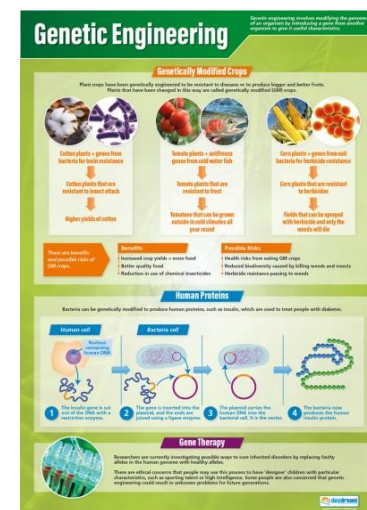 Genetic Engineering
Genetic engineering involves modifying the genome
of an organism by introducing a gene from another
organism to give it useful characteristics.
Genetically Modified Crops
Plant crops have been genetically engineered to be resistant to diseases or to produce bigger and better fruits.
Plants that have been changed in this way are called genetically modified (GM) crops.
Cotton plants + genes from
bacteria for toxin resistance
Cotton plants that are
resistant to insect attack
Higher yields of cotton
Tomato plants + antifreeze
genes from cold water fish
Tomato plants that are
resistant to frost
Tomatoes that can be grown
outside in cold climates all
year round
Corn plants + genes from soil
bacteria for herbicide resistance
Corn plants that are resistant
to herbicides
Fields that can be sprayed
with herbicide and only the
weeds will die
There are benefits
and possible risks of
GM crops.
Benefits
• Increased crop yields = more food
• Better quality food
• Reduction in use of chemical insecticides
Possible Risks
• Health risks from eating GM crops
• Reduced biodiversity caused by killing weeds and insects
• Herbicide resistance passing to weeds
Human Proteins
Bacteria can be genetically modified to produce human proteins, such as insulin, which are used to treat people with diabetes.
Human cell
Nucleus
containing
human DNA
Bacteria cell
1 The insulin gene is cut
out of the DNA with a
restriction enzyme.
2 The gene is inserted into the
plasmid, and the ends are
joined using a ligase enzyme.
3 The plasmid carries the
human DNA into the
bacterial cell. It is the vector.
4 The bacteria now
produces the human
insulin protein.
Gene Therapy
Researchers are currently investigating possible ways to cure inherited disorders by replacing faulty
alleles in the human genome with healthy alleles.
There are ethical concerns that people may use this process to have 'designer' children with particular
characteristics, such as sporting talent or high intelligence. Some people are also concerned that genetic
engineering could result in unknown problems for future generations.
daydream